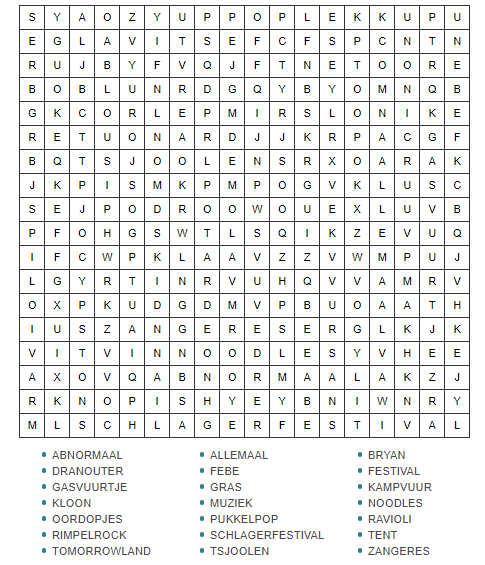 S Y A O Z Y U P P O P L E K K U P U
E G L A V I T S E F C F S P C N T N
R U J B Y F V Q J F T N E T O O R E
B O B L U N R D G Q Y B Y O M N Q B
G K C O R L E P M I R S L O N I K E
R E T U O N A R D J J K R P A C G F
B Q T S J O O L E N S R X O A R A K
J K P I S M K P M P O G V K L U S C
S E J P O D R O O W O U E X L U V B
P F O H G S W T L S Q I K Z E V U Q
I F C W P K L A A V Z Z V W M P U J
L G Y R T I N R V U H Q V V A M R V
O X P K U D G D M V P B U O A A T H
I U S Z A N G E R E S E R G L K J K
V I T V I N N O O D L E S Y V H E E
A X O V Q A B N O R M A A L A K Z J
R K N O P I S H Y E Y B N I W N R Y
M L S C H L A G E R F E S T I V A L
• ABNORMAAL • ALLEMAAL • BRYAN
• DRANOUTER • FEBE • FESTIVAL
• GASVUURTJE • GRAS • KAMPVUUR
• KLOON • MUZIEK • NOODLES
• OORDOPJES • PUKKELPOP • RAVIOLI
• RIMPELROCK • SCHLAGERFESTIVAL • TENT
• TOMORROWLAND • TSJOOLEN • ZANGERES